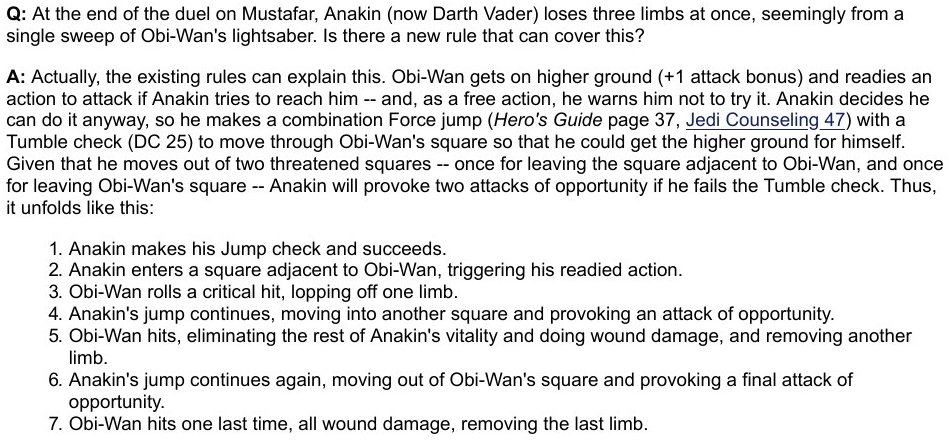 Q: At the end of the duel on Mustafar, Anakin (now Darth Vader) loses three limbs at once, seemingly from a
single sweep of Obi-Wan's lightsaber. Is there a new rule that can cover this?
A: Actually, the existing rules can explain this. Obi-Wan gets on higher ground (+1 attack bonus) and readies an
action to attack if Anakin tries to reach him -- and, as a free action, he warns him not to try it. Anakin decides he
can do it anyway, so he makes a combination Force jump (Hero's Guide page 37, Jedi Counseling 47) with a
Tumble check (DC 25) to move through Obi-Wan's square so that he could get the higher ground for himself.
Given that he moves out of two threatened squares -- once for leaving the square adjacent to Obi-Wan, and once
for leaving Obi-Wan's square -- Anakin will provoke two attacks of opportunity if he fails the Tumble check. Thus,
it unfolds like this:
1. Anakin makes his Jump check and succeeds.
2. Anakin enters a square adjacent to Obi-Wan, triggering his readied action.
3. Obi-Wan rolls a critical hit, lopping off one limb.
4. Anakin's jump continues, moving into another square and provoking an attack of opportunity.
5. Obi-Wan hits, eliminating the rest of Anakin's vitality and doing wound damage, and removing another
limb.
6. Anakin's jump continues again, moving out of Obi-Wan's square and provoking a final attack of
opportunity.
7. Obi-Wan hits one last time, all wound damage, removing the last limb.